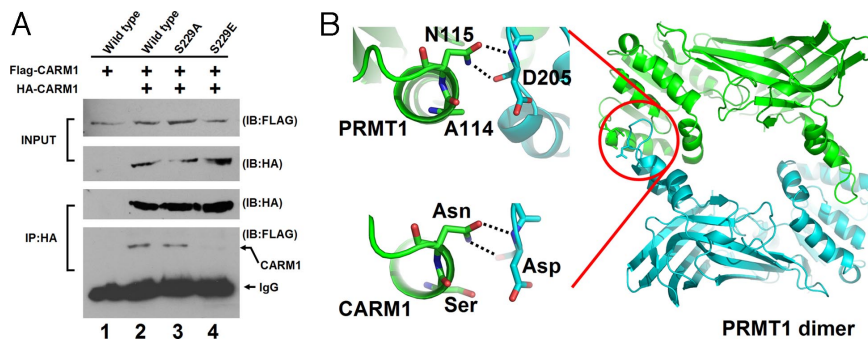 A
Wild type
Wild type
S229A
S229E
Flag-CARM1 + + + +
HA-CARM1 + + +
INPUT
(IB:FLAG)
(IB:HA)
IP:HA
(IB:HA)
(IB:FLAG)
CARM1
IgG
1 2 3 4
B
N115
D205
PRMT1
A114
Asn
Asp
CARM1
Ser
PRMT1 dimer